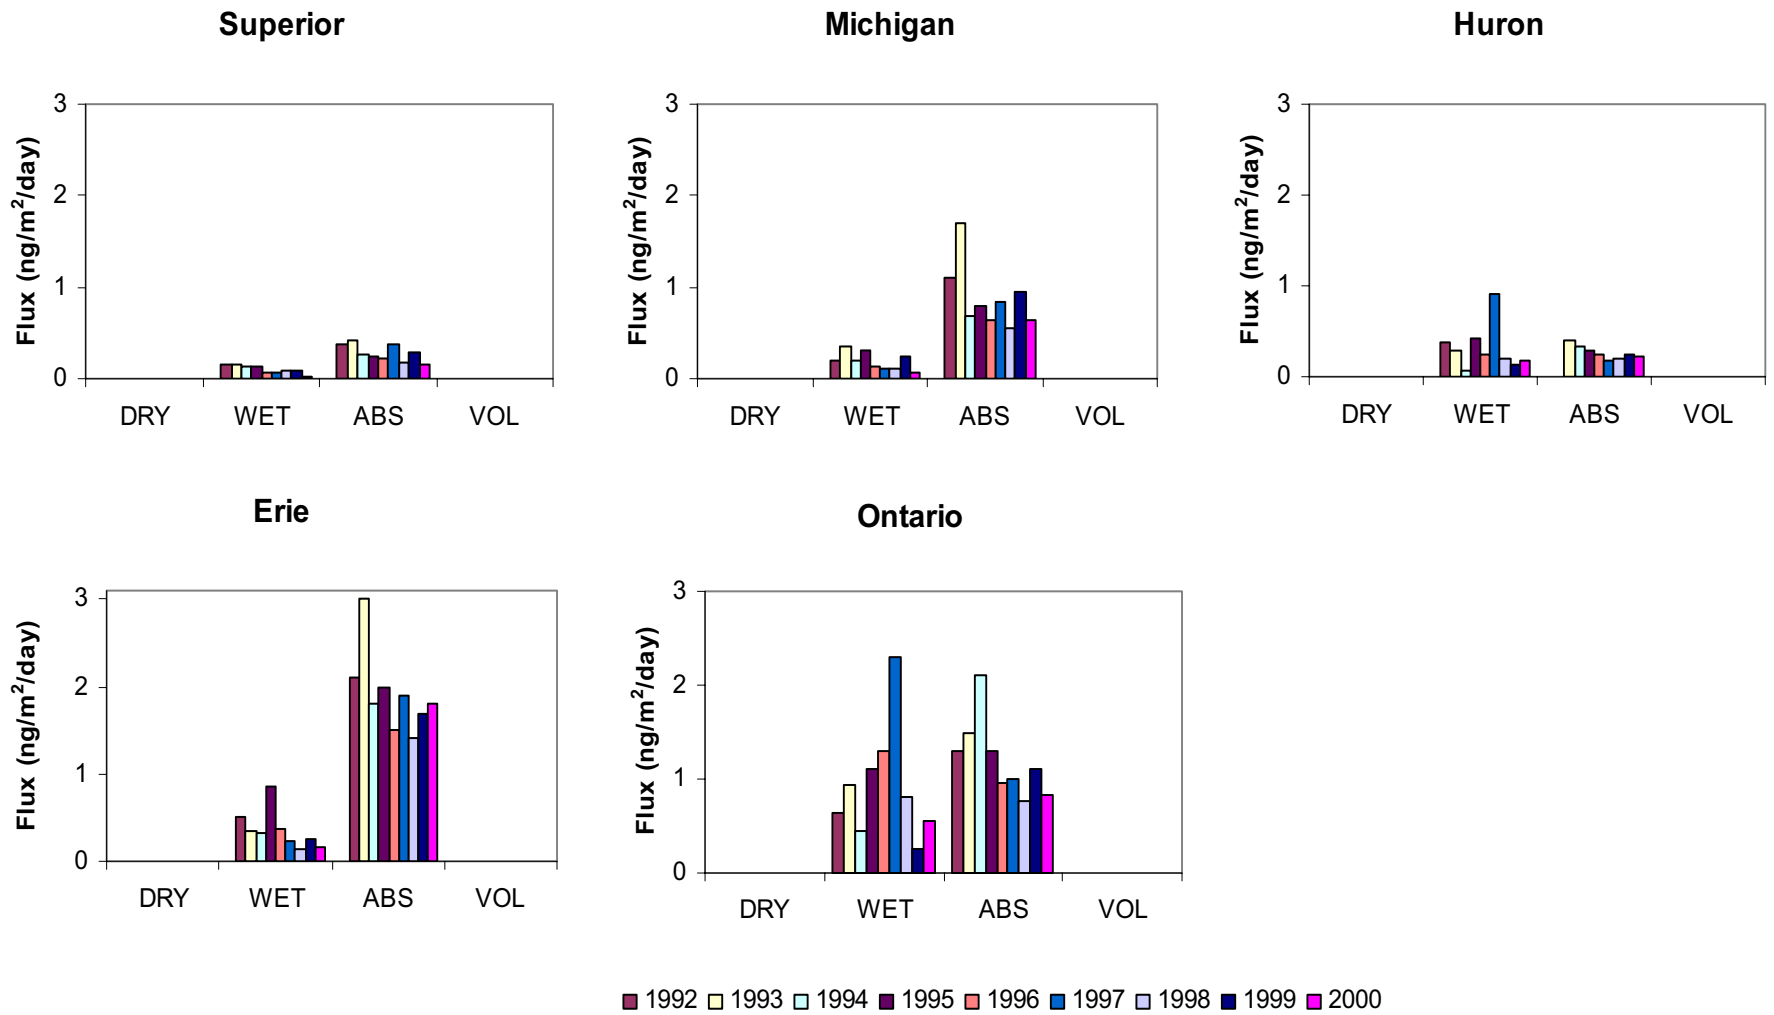 Superior
Michigan
Huron
Flux (ng/m²/day)
3
2
1
0
DRY WET ABS VOL
Flux (ng/m²/day)
3
2
1
0
DRY WET ABS VOL
Flux (ng/m²/day)
3
2
1
0
DRY WET ABS VOL
Erie
Ontario
Flux (ng/m²/day)
3
2
1
0
DRY WET ABS VOL
Flux (ng/m²/day)
3
2
1
0
DRY WET ABS VOL
1992 1993 1994 1995 1996 1997 1998 1999 2000